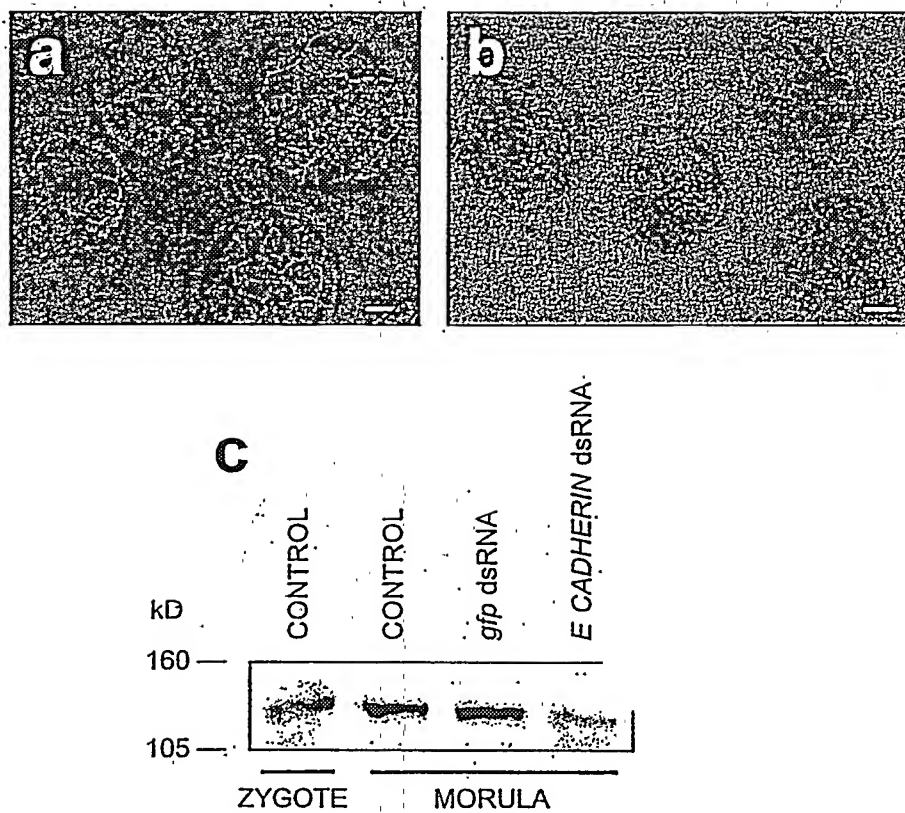 a
b
C
CONTROL
CONTROL
gfp dsRNA
E CADHERIN dsRNA
kD
160
105
ZYGOTE
MORULA